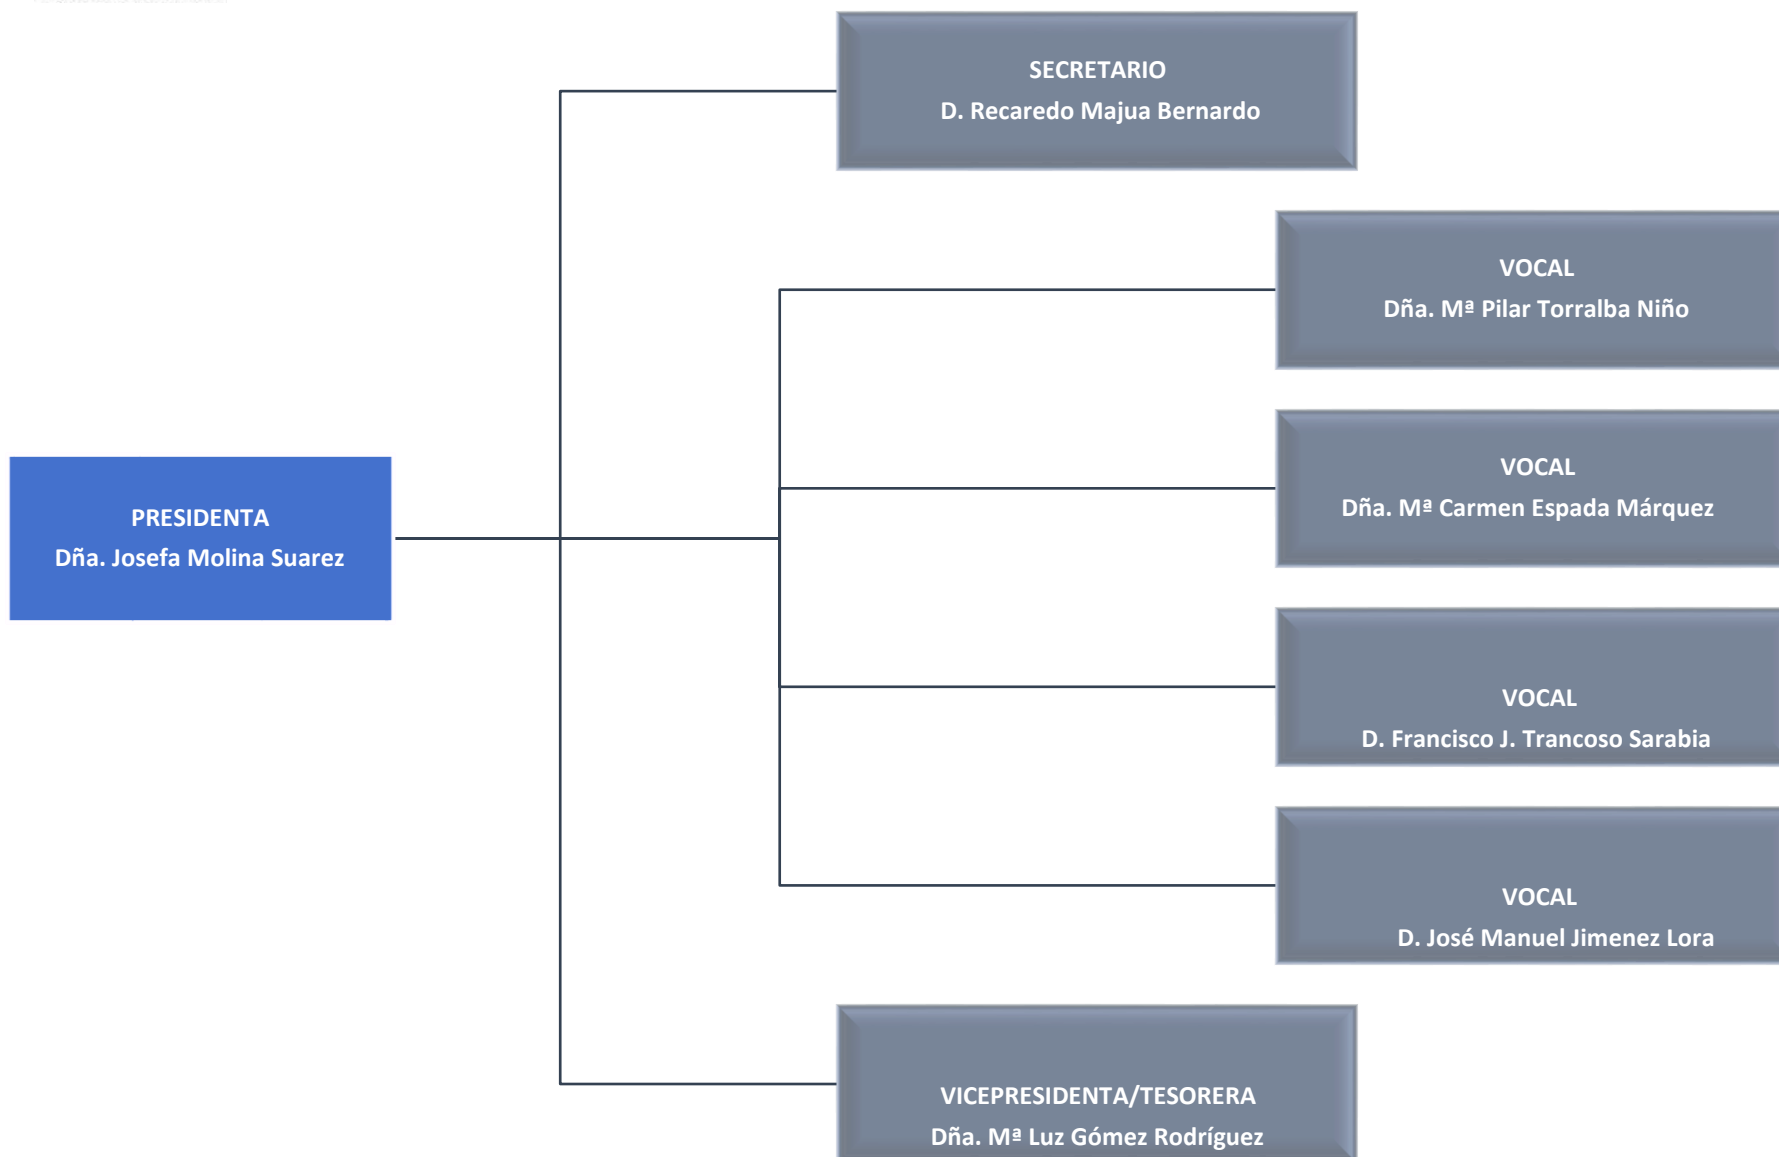 SECRETARIO
D. Recaredo Majua Bernardo
VOCAL
Dña. Mª Pilar Torralba Niño
VOCAL
Dña. Mª Carmen Espada Márquez
PRESIDENTA
Dña. Josefa Molina Suarez
VOCAL
D. Francisco J. Trancoso Sarabia
VOCAL
D. José Manuel Jimenez Lora
VICEPRESIDENTA/TESORERA
Dña. Mª Luz Gómez Rodríguez